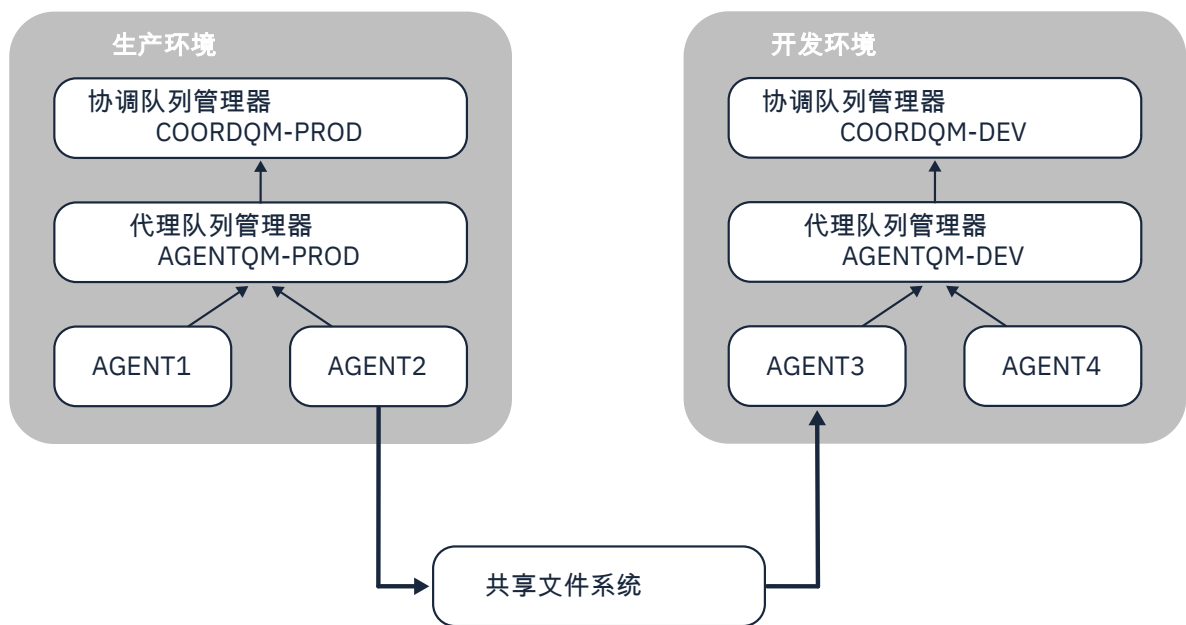 生产环境
协调队列管理器
COORDQM-PROD
代理队列管理器
AGENTQM-PROD
AGENT1
AGENT2
开发环境
协调队列管理器
COORDQM-DEV
代理队列管理器
AGENTQM-DEV
AGENT3
AGENT4
共享文件系统